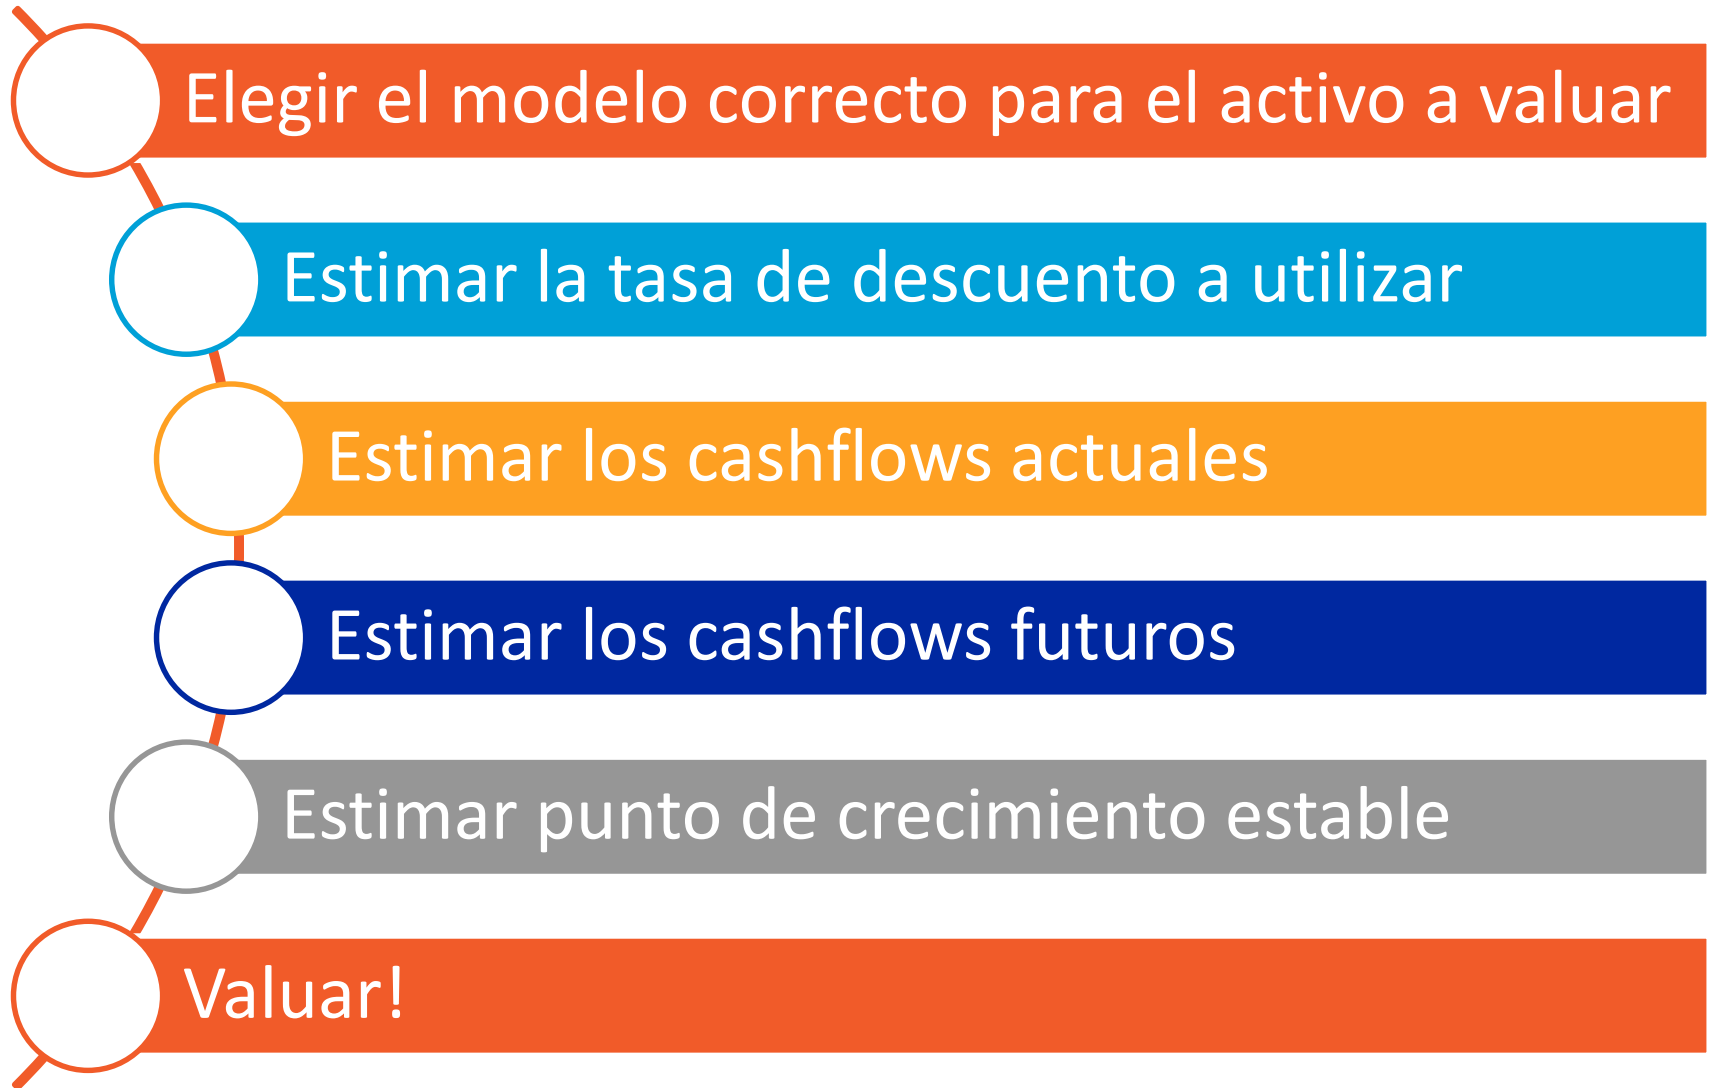 Elegir el modelo correcto para el activo a valuar
Estimar la tasa de descuento a utilizar
Estimar los cashflows actuales
Estimar los cashflows futuros
Estimar punto de crecimiento estable
Valuar!